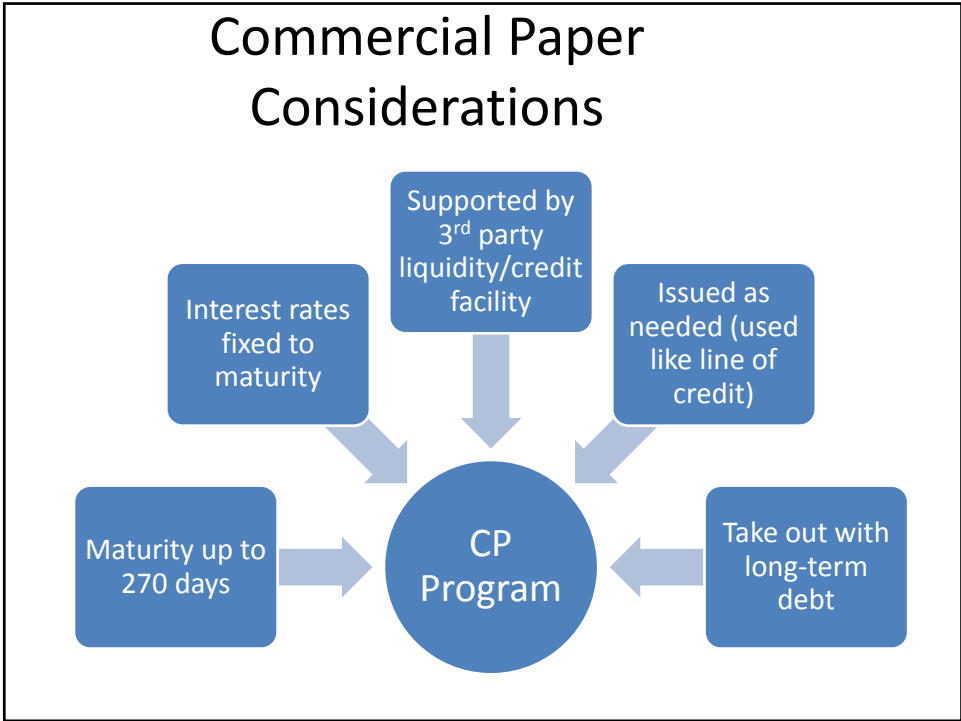 Commercial Paper
Considerations
Supported by
3rd party
liquidity/credit
facility
Interest rates
fixed to
maturity
Issued as
needed (used
like line of
credit)
Maturity up to
270 days
CP
Program
Take out with
long-term
debt